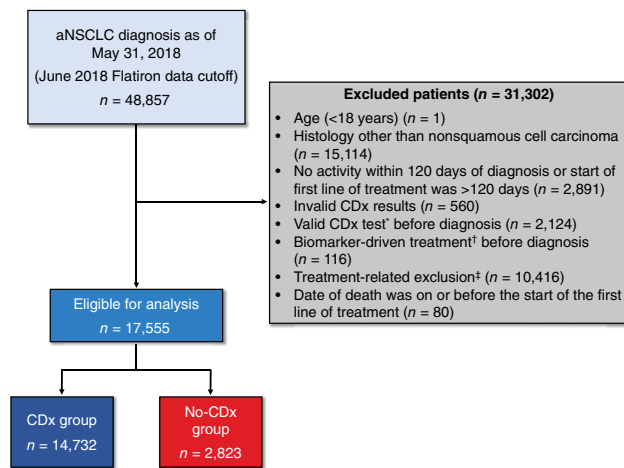 aNSCLC diagnosis as of
May 31, 2018
(June 2018 Flatiron data cutoff)
n = 48,857
Excluded patients (n = 31,302)
• Age (<18 years) (n = 1)
• Histology other than nonsquamous cell carcinoma
(n = 15,114)
• No activity within 120 days of diagnosis or start of
first line of treatment was >120 days (n = 2,891)
• Invalid CDx results (n = 560)
• Valid CDx test* before diagnosis (n = 2,124)
• Biomarker-driven treatment† before diagnosis
(n = 116)
• Treatment-related exclusion‡ (n = 10,416)
• Date of death was on or before the start of the first
line of treatment (n = 80)
Eligible for analysis
n = 17,555
CDx group
n = 14,732
No-CDx
group
n = 2,823